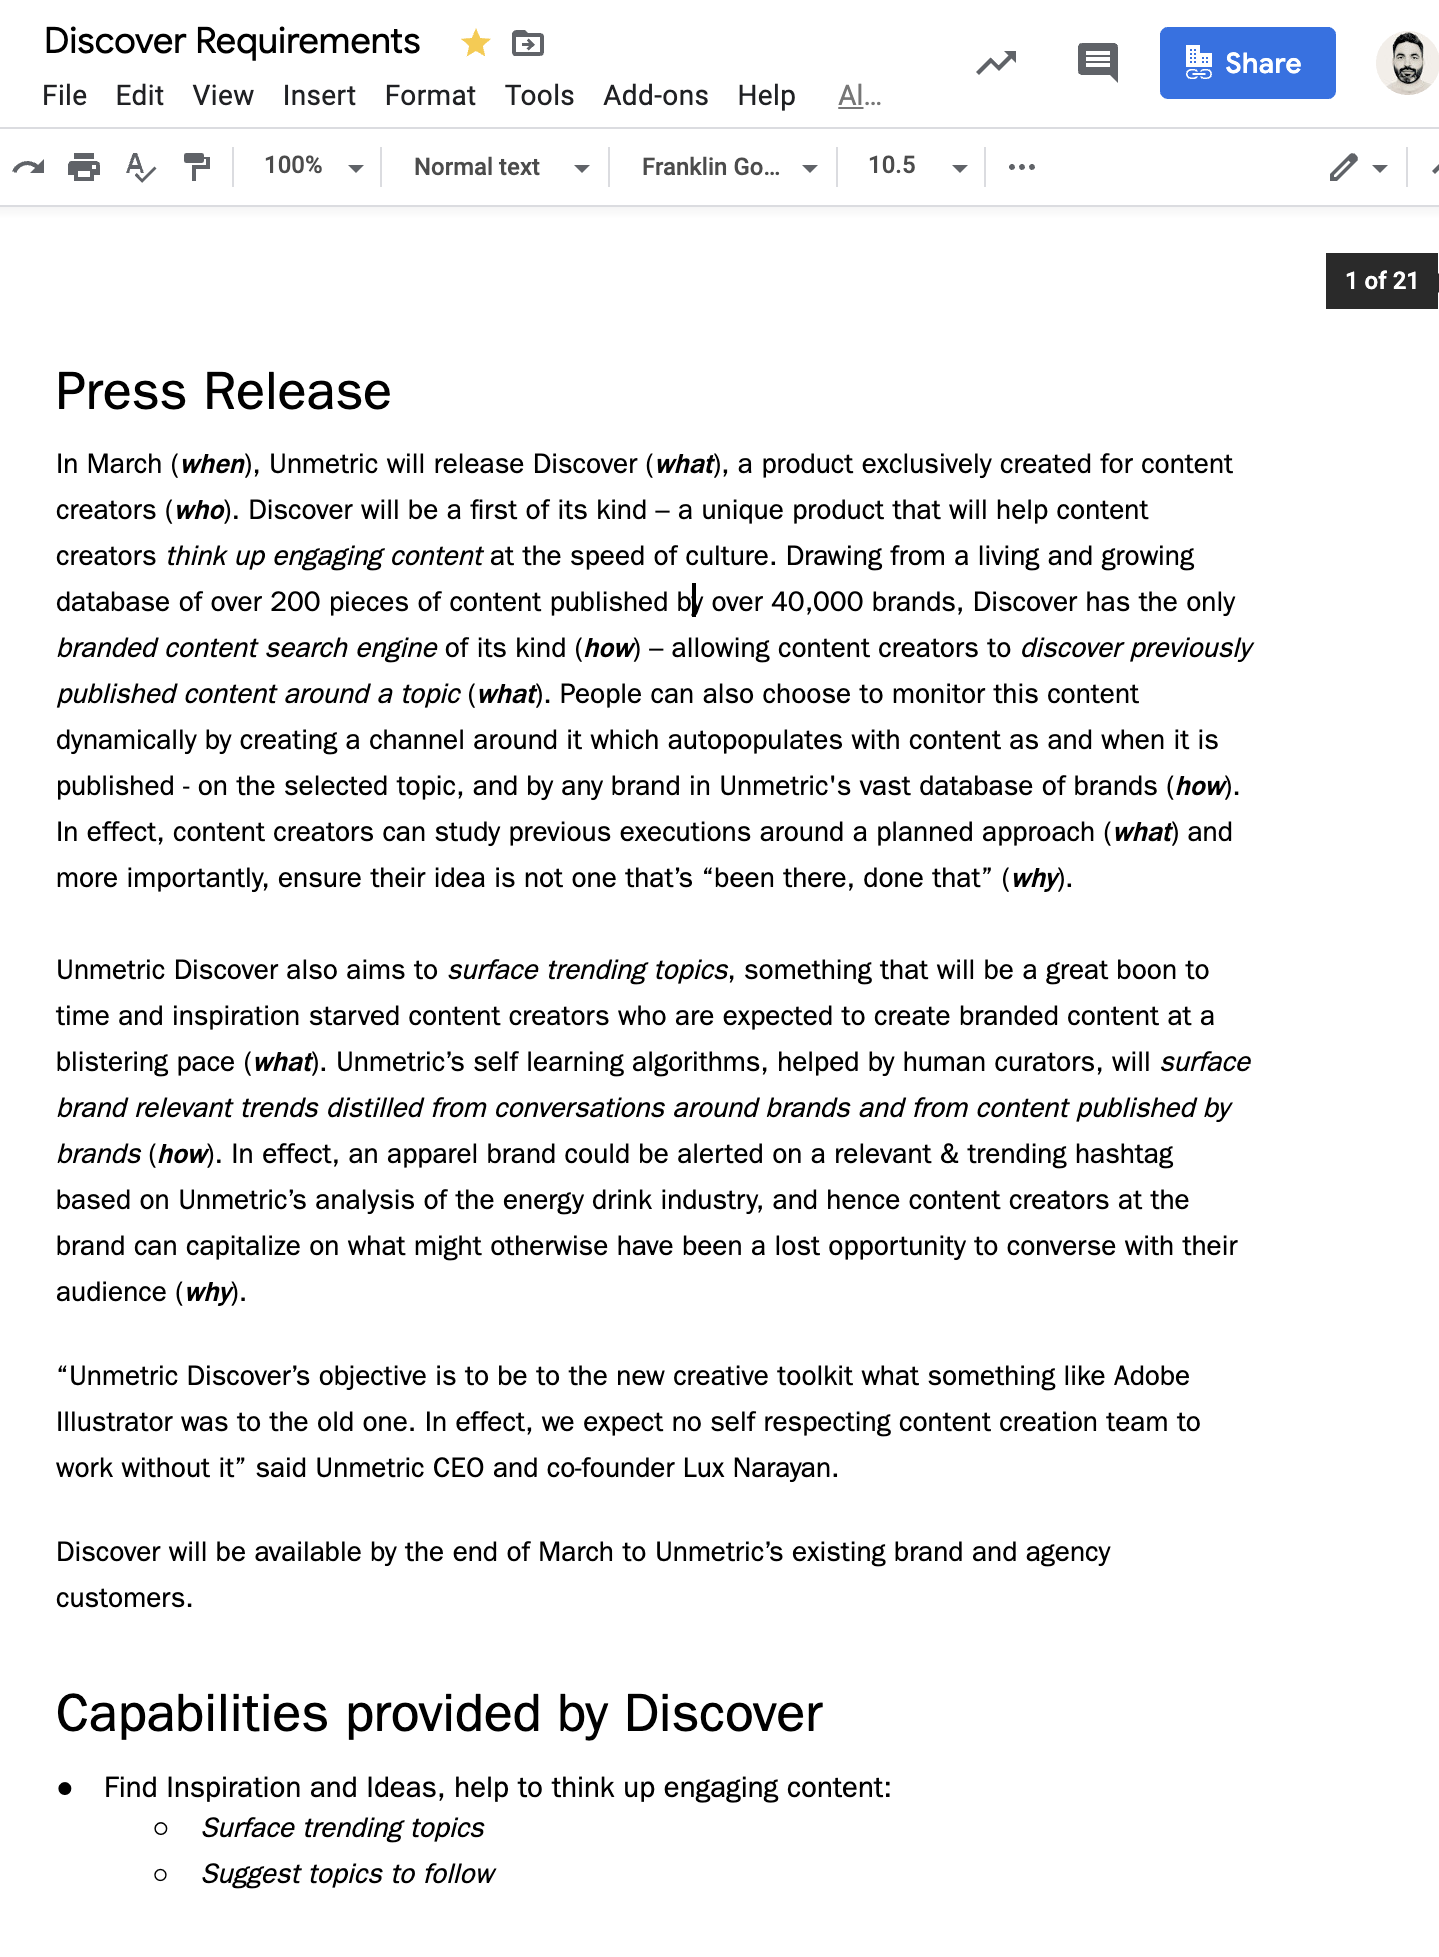 Discover Requirements
File Edit View Insert Format Tools Add-ons Help Al...
Share
100% Normal text Franklin Go... 10.5
1 of 21
Press Release
In March (when), Unmetric will release Discover (what), a product exclusively created for content
creators (who). Discover will be a first of its kind – a unique product that will help content
creators think up engaging content at the speed of culture. Drawing from a living and growing
database of over 200 pieces of content published by over 40,000 brands, Discover has the only
branded content search engine of its kind (how) – allowing content creators to discover previously
published content around a topic (what). People can also choose to monitor this content
dynamically by creating a channel around it which autopopulates with content as and when it is
published - on the selected topic, and by any brand in Unmetric's vast database of brands (how).
In effect, content creators can study previous executions around a planned approach (what) and
more importantly, ensure their idea is not one that’s “been there, done that” (why).
Unmetric Discover also aims to surface trending topics, something that will be a great boon to
time and inspiration starved content creators who are expected to create branded content at a
blistering pace (what). Unmetric’s self learning algorithms, helped by human curators, will surface
brand relevant trends distilled from conversations around brands and from content published by
brands (how). In effect, an apparel brand could be alerted on a relevant & trending hashtag
based on Unmetric’s analysis of the energy drink industry, and hence content creators at the
brand can capitalize on what might otherwise have been a lost opportunity to converse with their
audience (why).
“Unmetric Discover’s objective is to be to the new creative toolkit what something like Adobe
Illustrator was to the old one. In effect, we expect no self respecting content creation team to
work without it” said Unmetric CEO and co-founder Lux Narayan.
Discover will be available by the end of March to Unmetric’s existing brand and agency
customers.
Capabilities provided by Discover
● Find Inspiration and Ideas, help to think up engaging content:
○ Surface trending topics
○ Suggest topics to follow